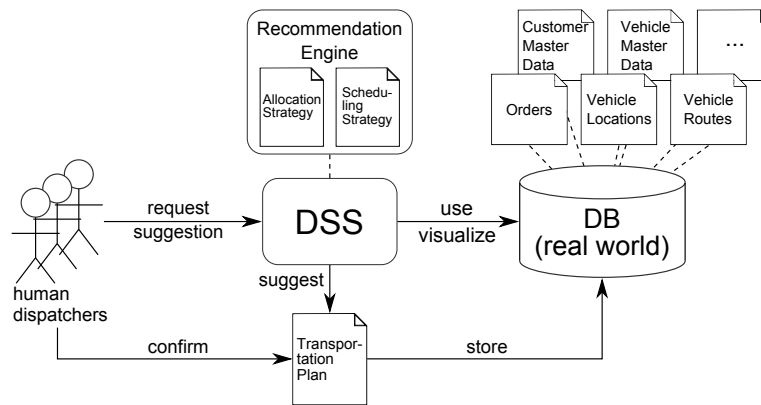 Recommendation
Engine
Allocation
Strategy
Schedu-
ling
Strategy
Customer
Master
Data
Vehicle
Master
Data
...
Orders
Vehicle
Locations
Vehicle
Routes
request
suggestion
DSS
use
visualize
DB
(real world)
human
dispatchers
suggest
confirm
Transpor-
tation
Plan
store